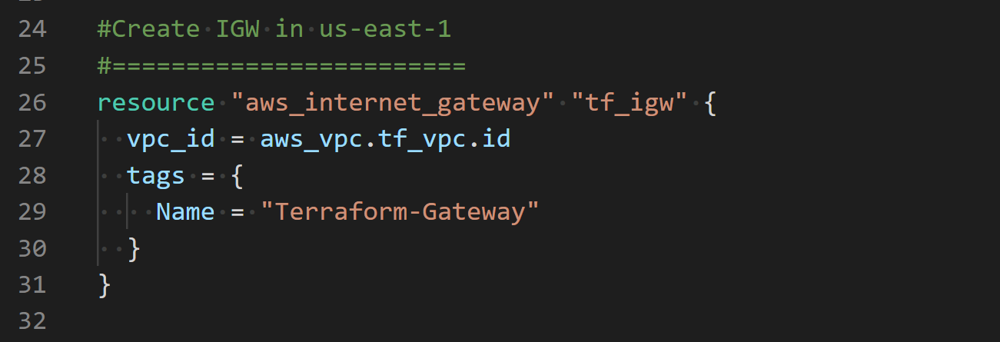 24 #Create IGW in us-east-1
25 #========================
26 resource "aws_internet_gateway" "tf_igw" {
27 vpc_id = aws_vpc.tf_vpc.id
28 tags = {
29 Name = "Terraform-Gateway"
30 }
31 }
32